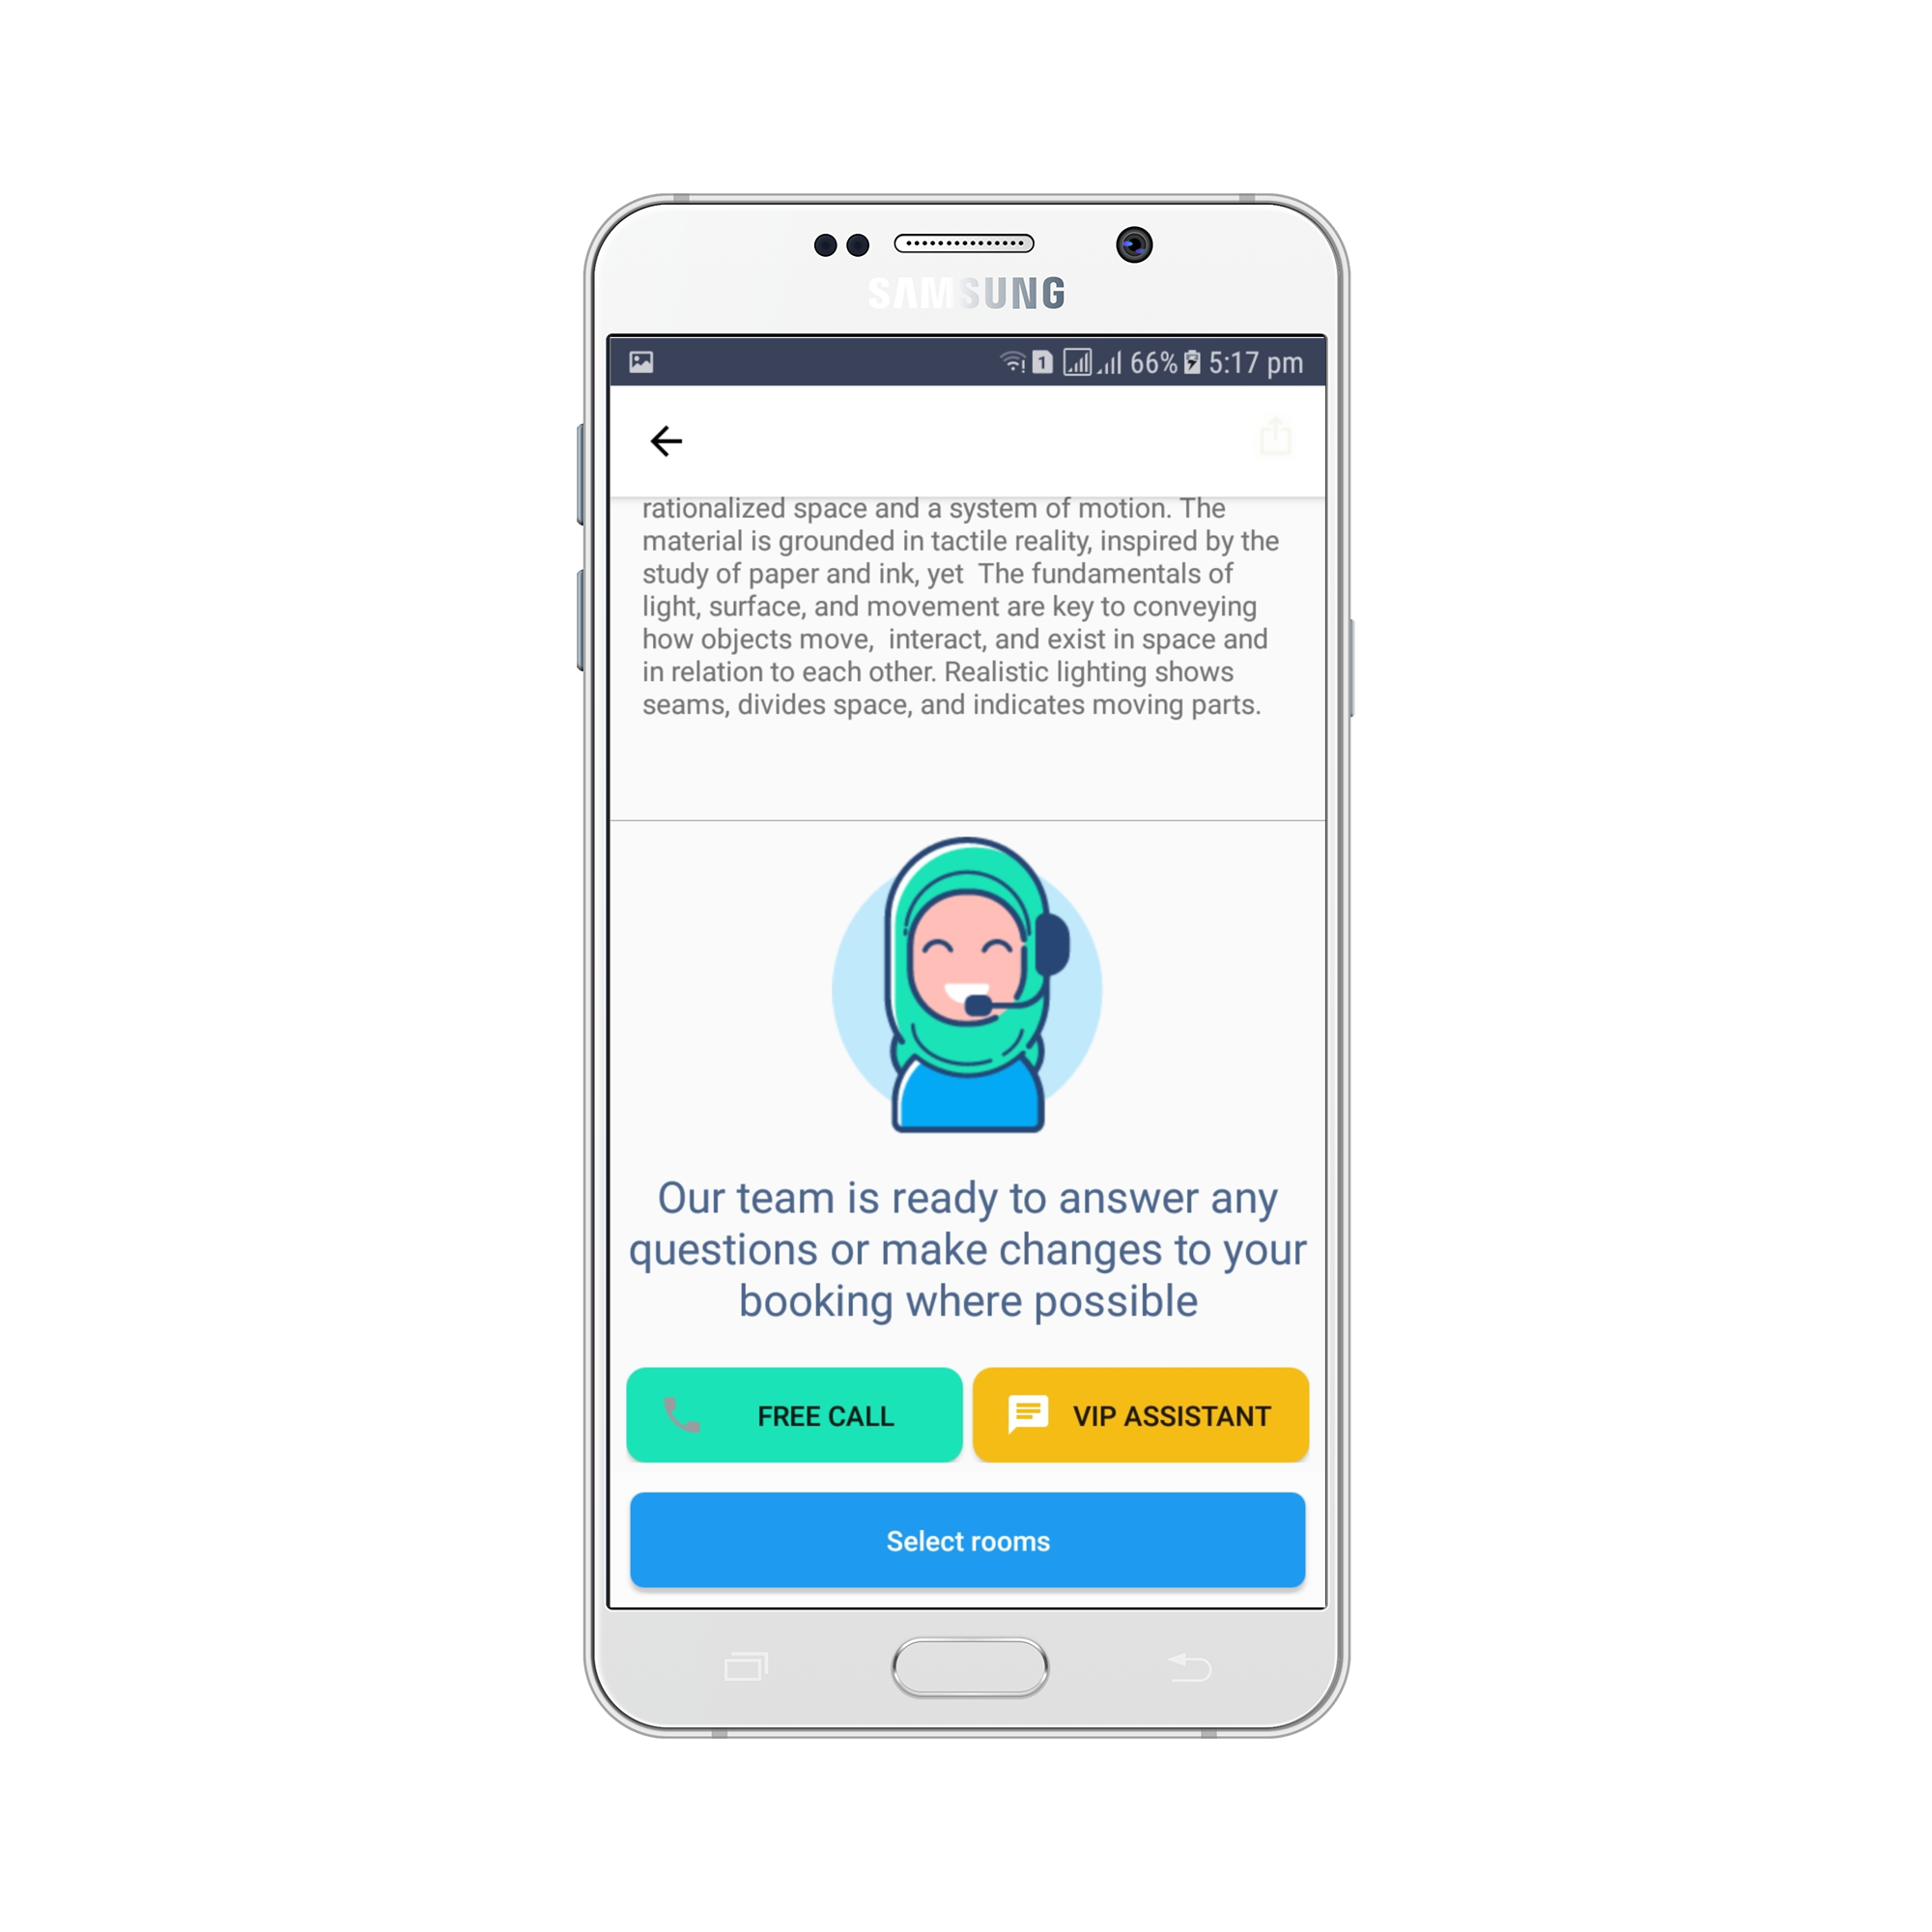 SAMSUNG
1 66% 5:17 pm
rationalized space and a system of motion. The
material is grounded in tactile reality, inspired by the
study of paper and ink, yet  The fundamentals of
light, surface, and movement are key to conveying
how objects move,  interact, and exist in space and
in relation to each other. Realistic lighting shows
seams, divides space, and indicates moving parts.
Our team is ready to answer any
questions or make changes to your
booking where possible
FREE CALL VIP ASSISTANT
Select rooms